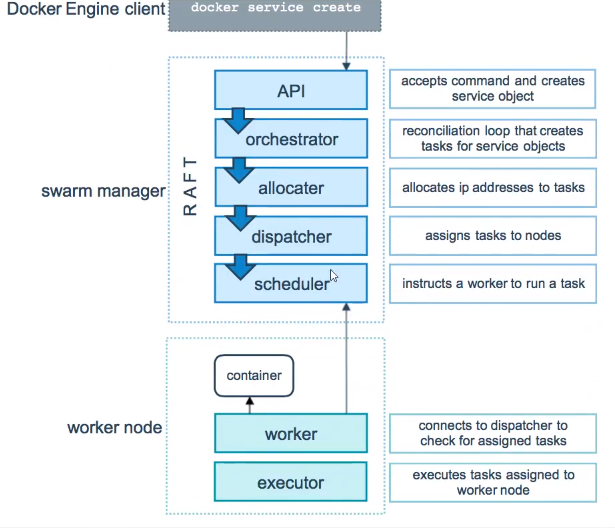 Docker Engine client
docker service create
API
accepts command and creates
service object
orchestrator
reconciliation loop that creates
tasks for service objects
swarm manager
RAFT
allocater
allocates ip addresses to tasks
dispatcher
assigns tasks to nodes
scheduler
instructs a worker to run a task
container
worker node
worker
connects to dispatcher to
check for assigned tasks
executor
executes tasks assigned to
worker node